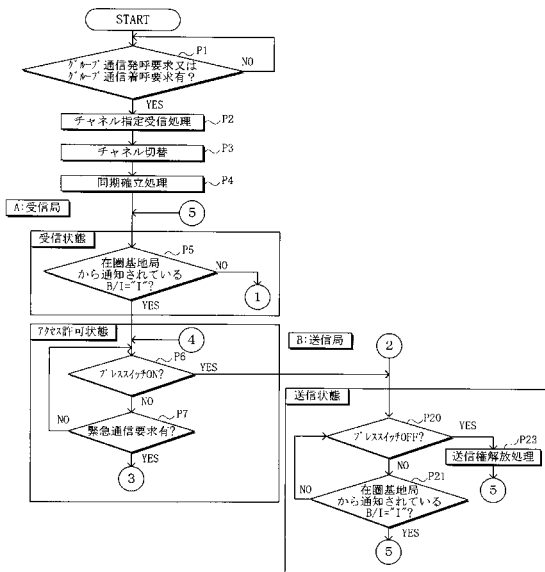 START
P1
グループ通信発呼要求又は
グループ通信着呼要求有?
NO
YES
チャネル指定受信処理
P2
チャネル切替
P3
同期確立処理
P4
A:受信局
5
受信状態
P5
在圏基地局
から通知されている
B/I="I"?
NO
YES
1
アクセス許可状態
4
P6
プレススイッチON?
YES
NO
P7
緊急通信要求有?
NO
YES
3
B:送信局
2
送信状態
P20
プレススイッチOFF?
YES
NO
P23
送信権解放処理
5
P21
在圏基地局
から通知されている
B/I="I"?
NO
YES
5